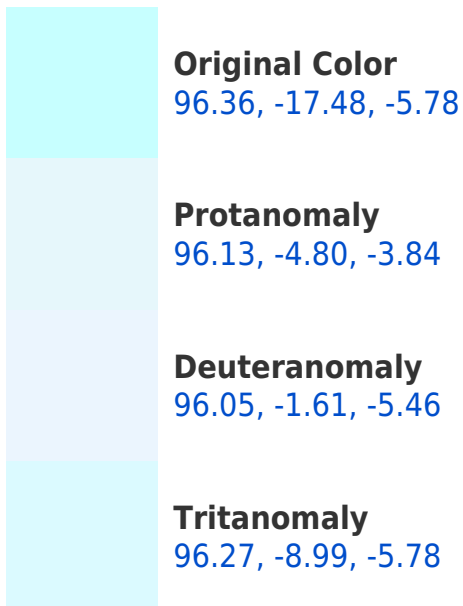 Original Color
96.36, -17.48, -5.78
Protanomaly
96.13, -4.80, -3.84
Deuteranomaly
96.05, -1.61, -5.46
Tritanomaly
96.27, -8.99, -5.78